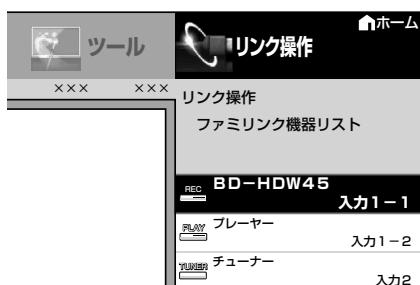 ツール
リンク操作
ホーム
××× ×××
リンク操作
ファミリンク機器リスト
REC BD-HDW45
入力1-1
PLAY プレーヤー
入力1-2
TUNER チューナー
入力2